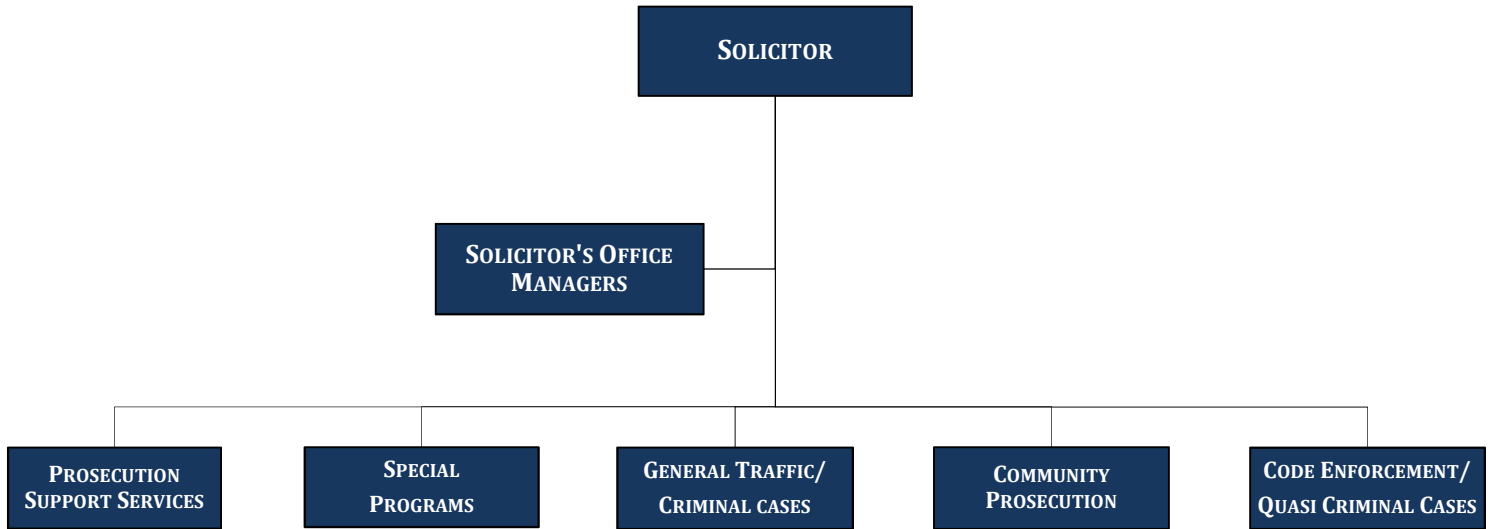 SOLICITOR
SOLICITOR'S OFFICE
MANAGERS
PROSECUTION
SUPPORT SERVICES
SPECIAL
PROGRAMS
GENERAL TRAFFIC/
CRIMINAL CASES
COMMUNITY
PROSECUTION
CODE ENFORCEMENT/
QUASI CRIMINAL CASES